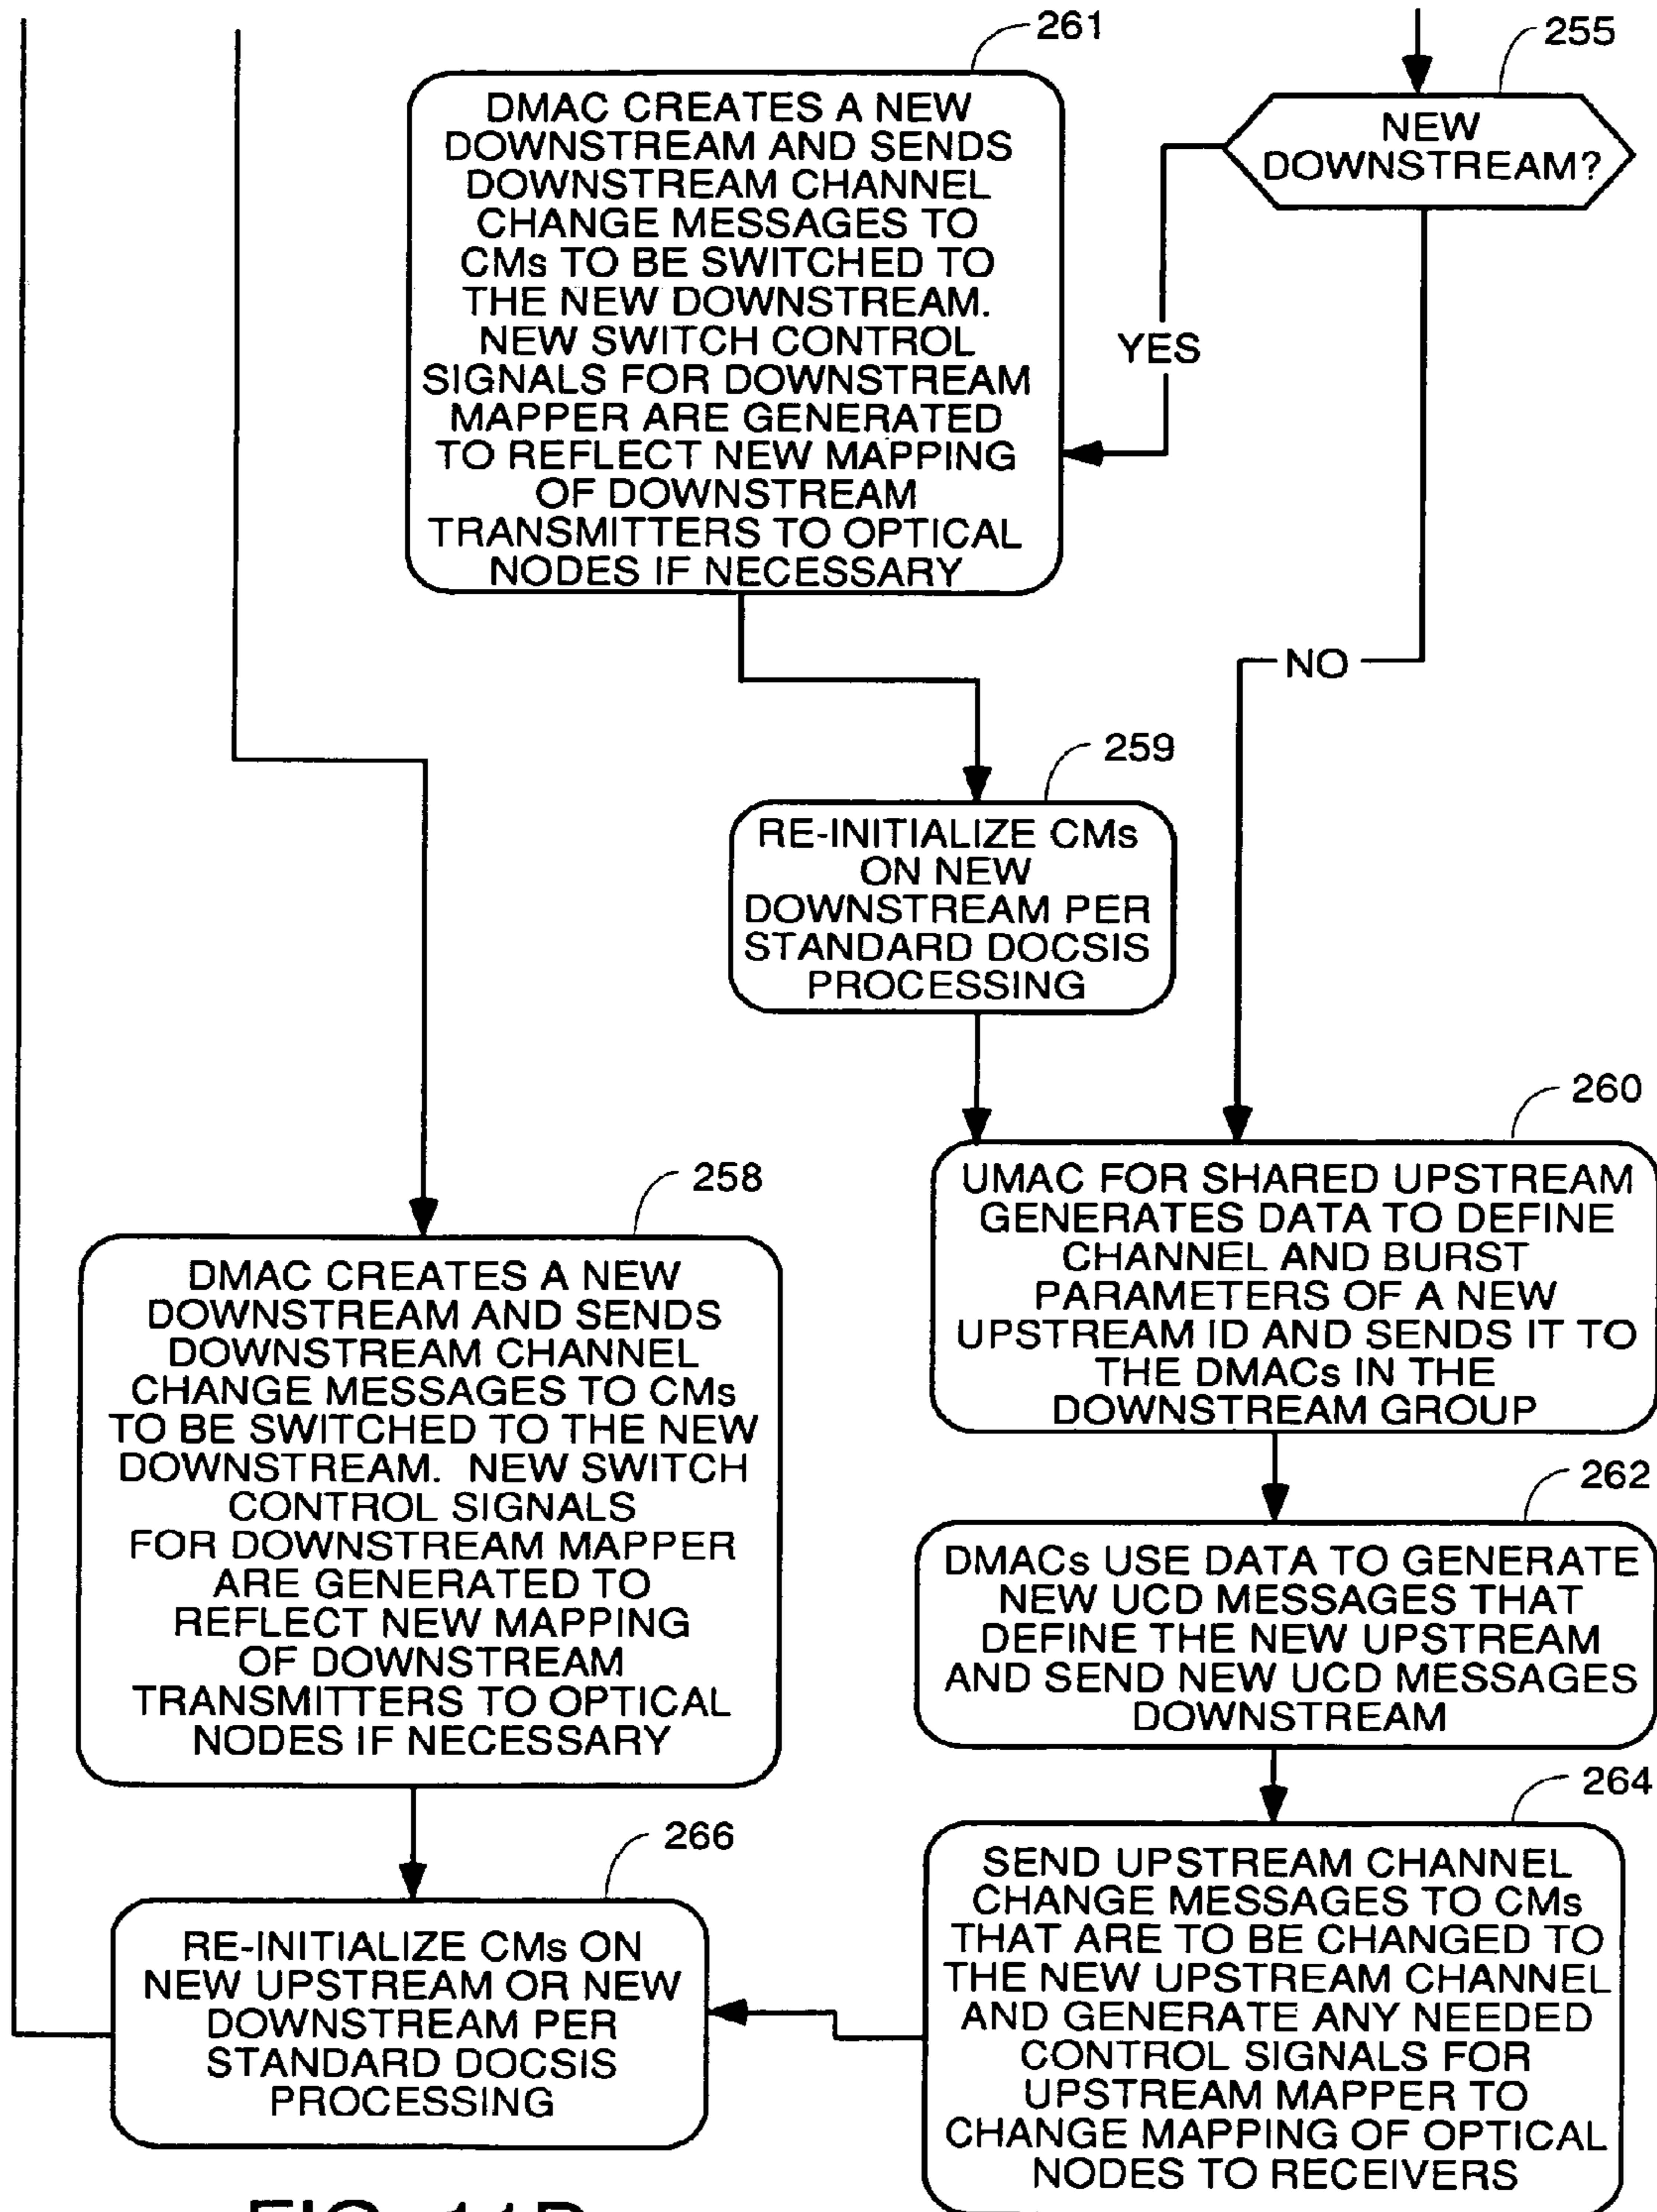 261
DMAC CREATES A NEW
DOWNSTREAM AND SENDS
DOWNSTREAM CHANNEL
CHANGE MESSAGES TO
CMs TO BE SWITCHED TO
THE NEW DOWNSTREAM.
NEW SWITCH CONTROL
SIGNALS FOR DOWNSTREAM
MAPPER ARE GENERATED
TO REFLECT NEW MAPPING
OF DOWNSTREAM
TRANSMITTERS TO OPTICAL
NODES IF NECESSARY
255
NEW
DOWNSTREAM?
YES
NO
259
RE-INITIALIZE CMs
ON NEW
DOWNSTREAM PER
STANDARD DOCSIS
PROCESSING
260
UMAC FOR SHARED UPSTREAM
GENERATES DATA TO DEFINE
CHANNEL AND BURST
PARAMETERS OF A NEW
UPSTREAM ID AND SENDS IT TO
THE DMACs IN THE
DOWNSTREAM GROUP
258
DMAC CREATES A NEW
DOWNSTREAM AND SENDS
DOWNSTREAM CHANNEL
CHANGE MESSAGES TO CMs
TO BE SWITCHED TO THE NEW
DOWNSTREAM. NEW SWITCH
CONTROL SIGNALS
FOR DOWNSTREAM MAPPER
ARE GENERATED TO
REFLECT NEW MAPPING
OF DOWNSTREAM
TRANSMITTERS TO OPTICAL
NODES IF NECESSARY
262
DMACs USE DATA TO GENERATE
NEW UCD MESSAGES THAT
DEFINE THE NEW UPSTREAM
AND SEND NEW UCD MESSAGES
DOWNSTREAM
264
SEND UPSTREAM CHANNEL
CHANGE MESSAGES TO CMs
THAT ARE TO BE CHANGED TO
THE NEW UPSTREAM CHANNEL
AND GENERATE ANY NEEDED
CONTROL SIGNALS FOR
UPSTREAM MAPPER TO
CHANGE MAPPING OF OPTICAL
NODES TO RECEIVERS
266
RE-INITIALIZE CMs ON
NEW UPSTREAM OR NEW
DOWNSTREAM PER
STANDARD DOCSIS
PROCESSING